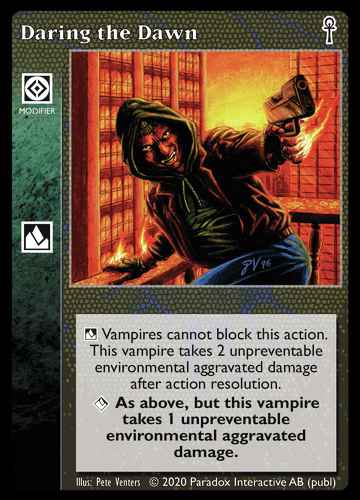 Daring the Dawn
MODIFIER
PV 96
Vampires cannot block this action.
This vampire takes 2 unpreventable
environmental aggravated damage
after action resolution.
As above, but this vampire
takes 1 unpreventable
environmental aggravated
damage.
Illus: Pete Venters © 2020 Paradox Interactive AB (publ)